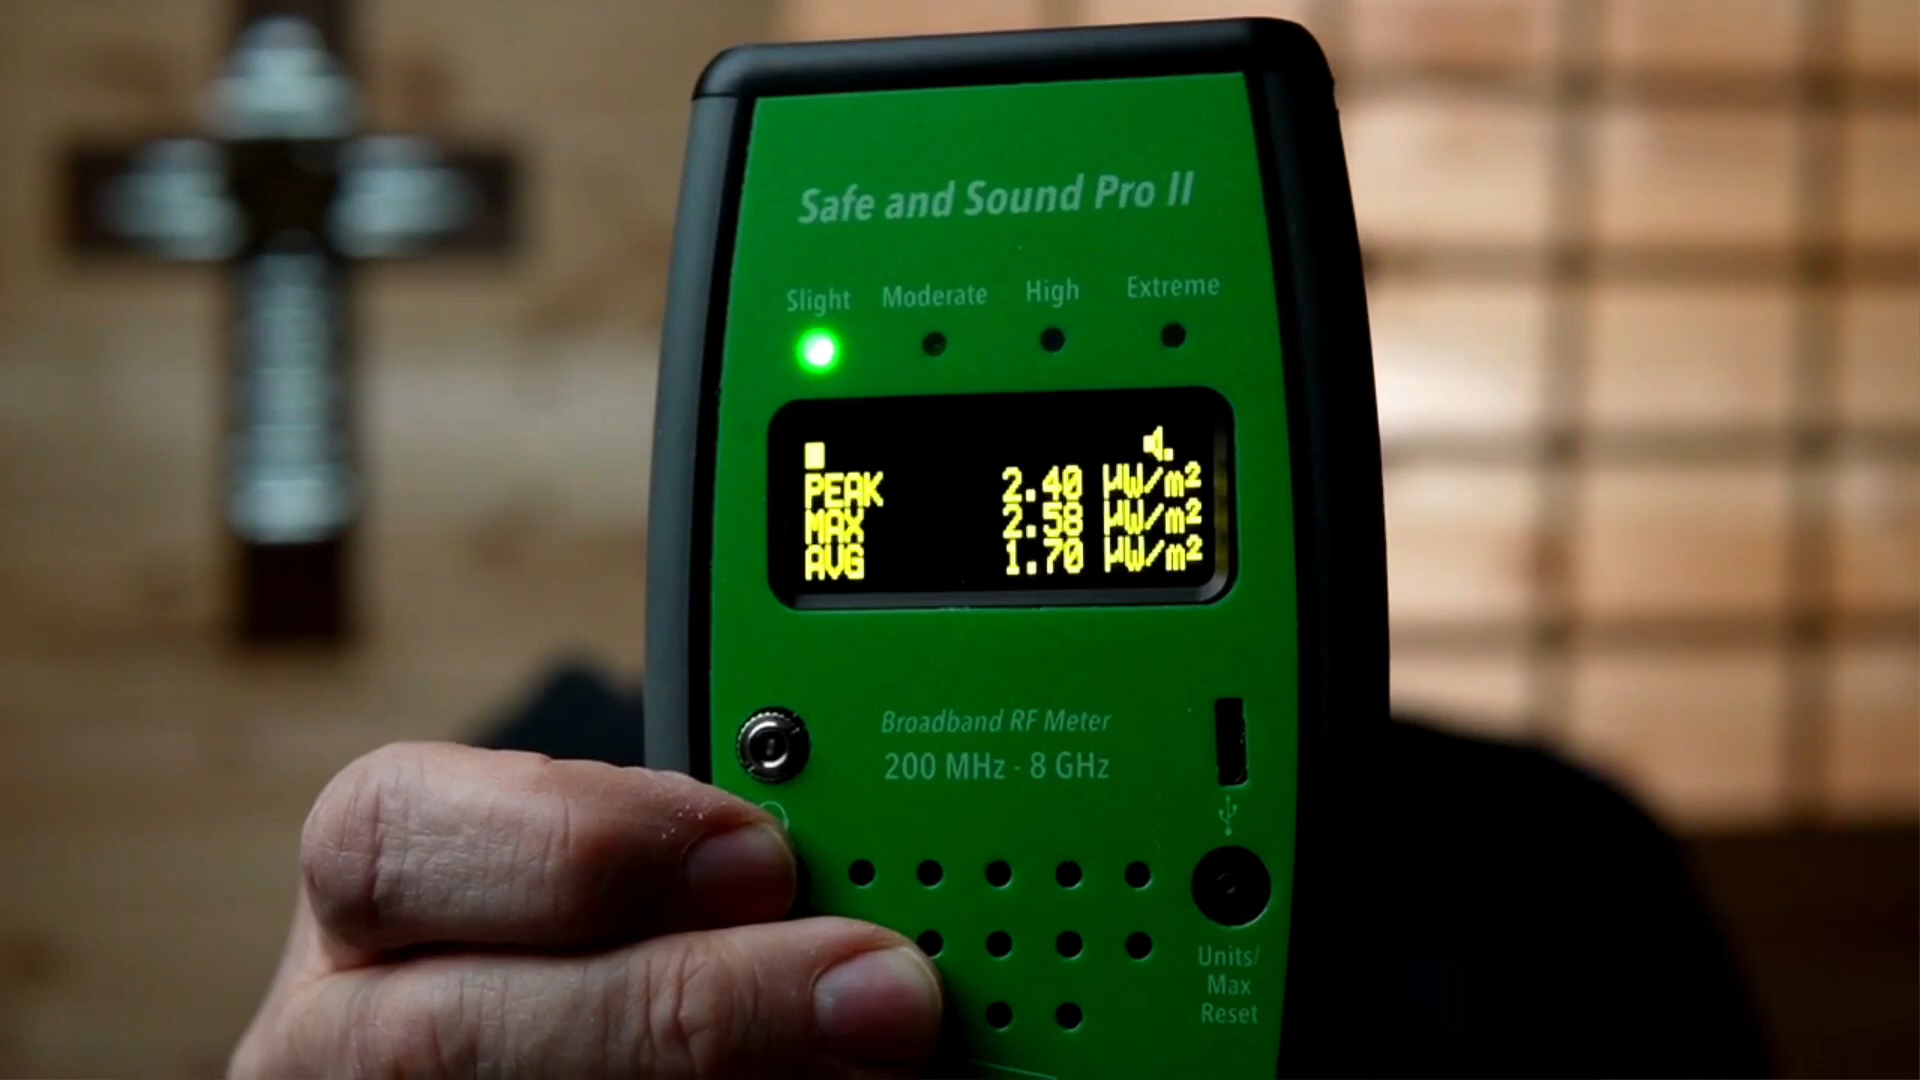 Safe and Sound Pro II
Slight Moderate High Extreme
PEAK 2.40 µW/m²
MAX 2.58 µW/m²
AVG 1.70 µW/m²
Broadband RF Meter
200 MHz - 8 GHz
Units/
Max
Reset